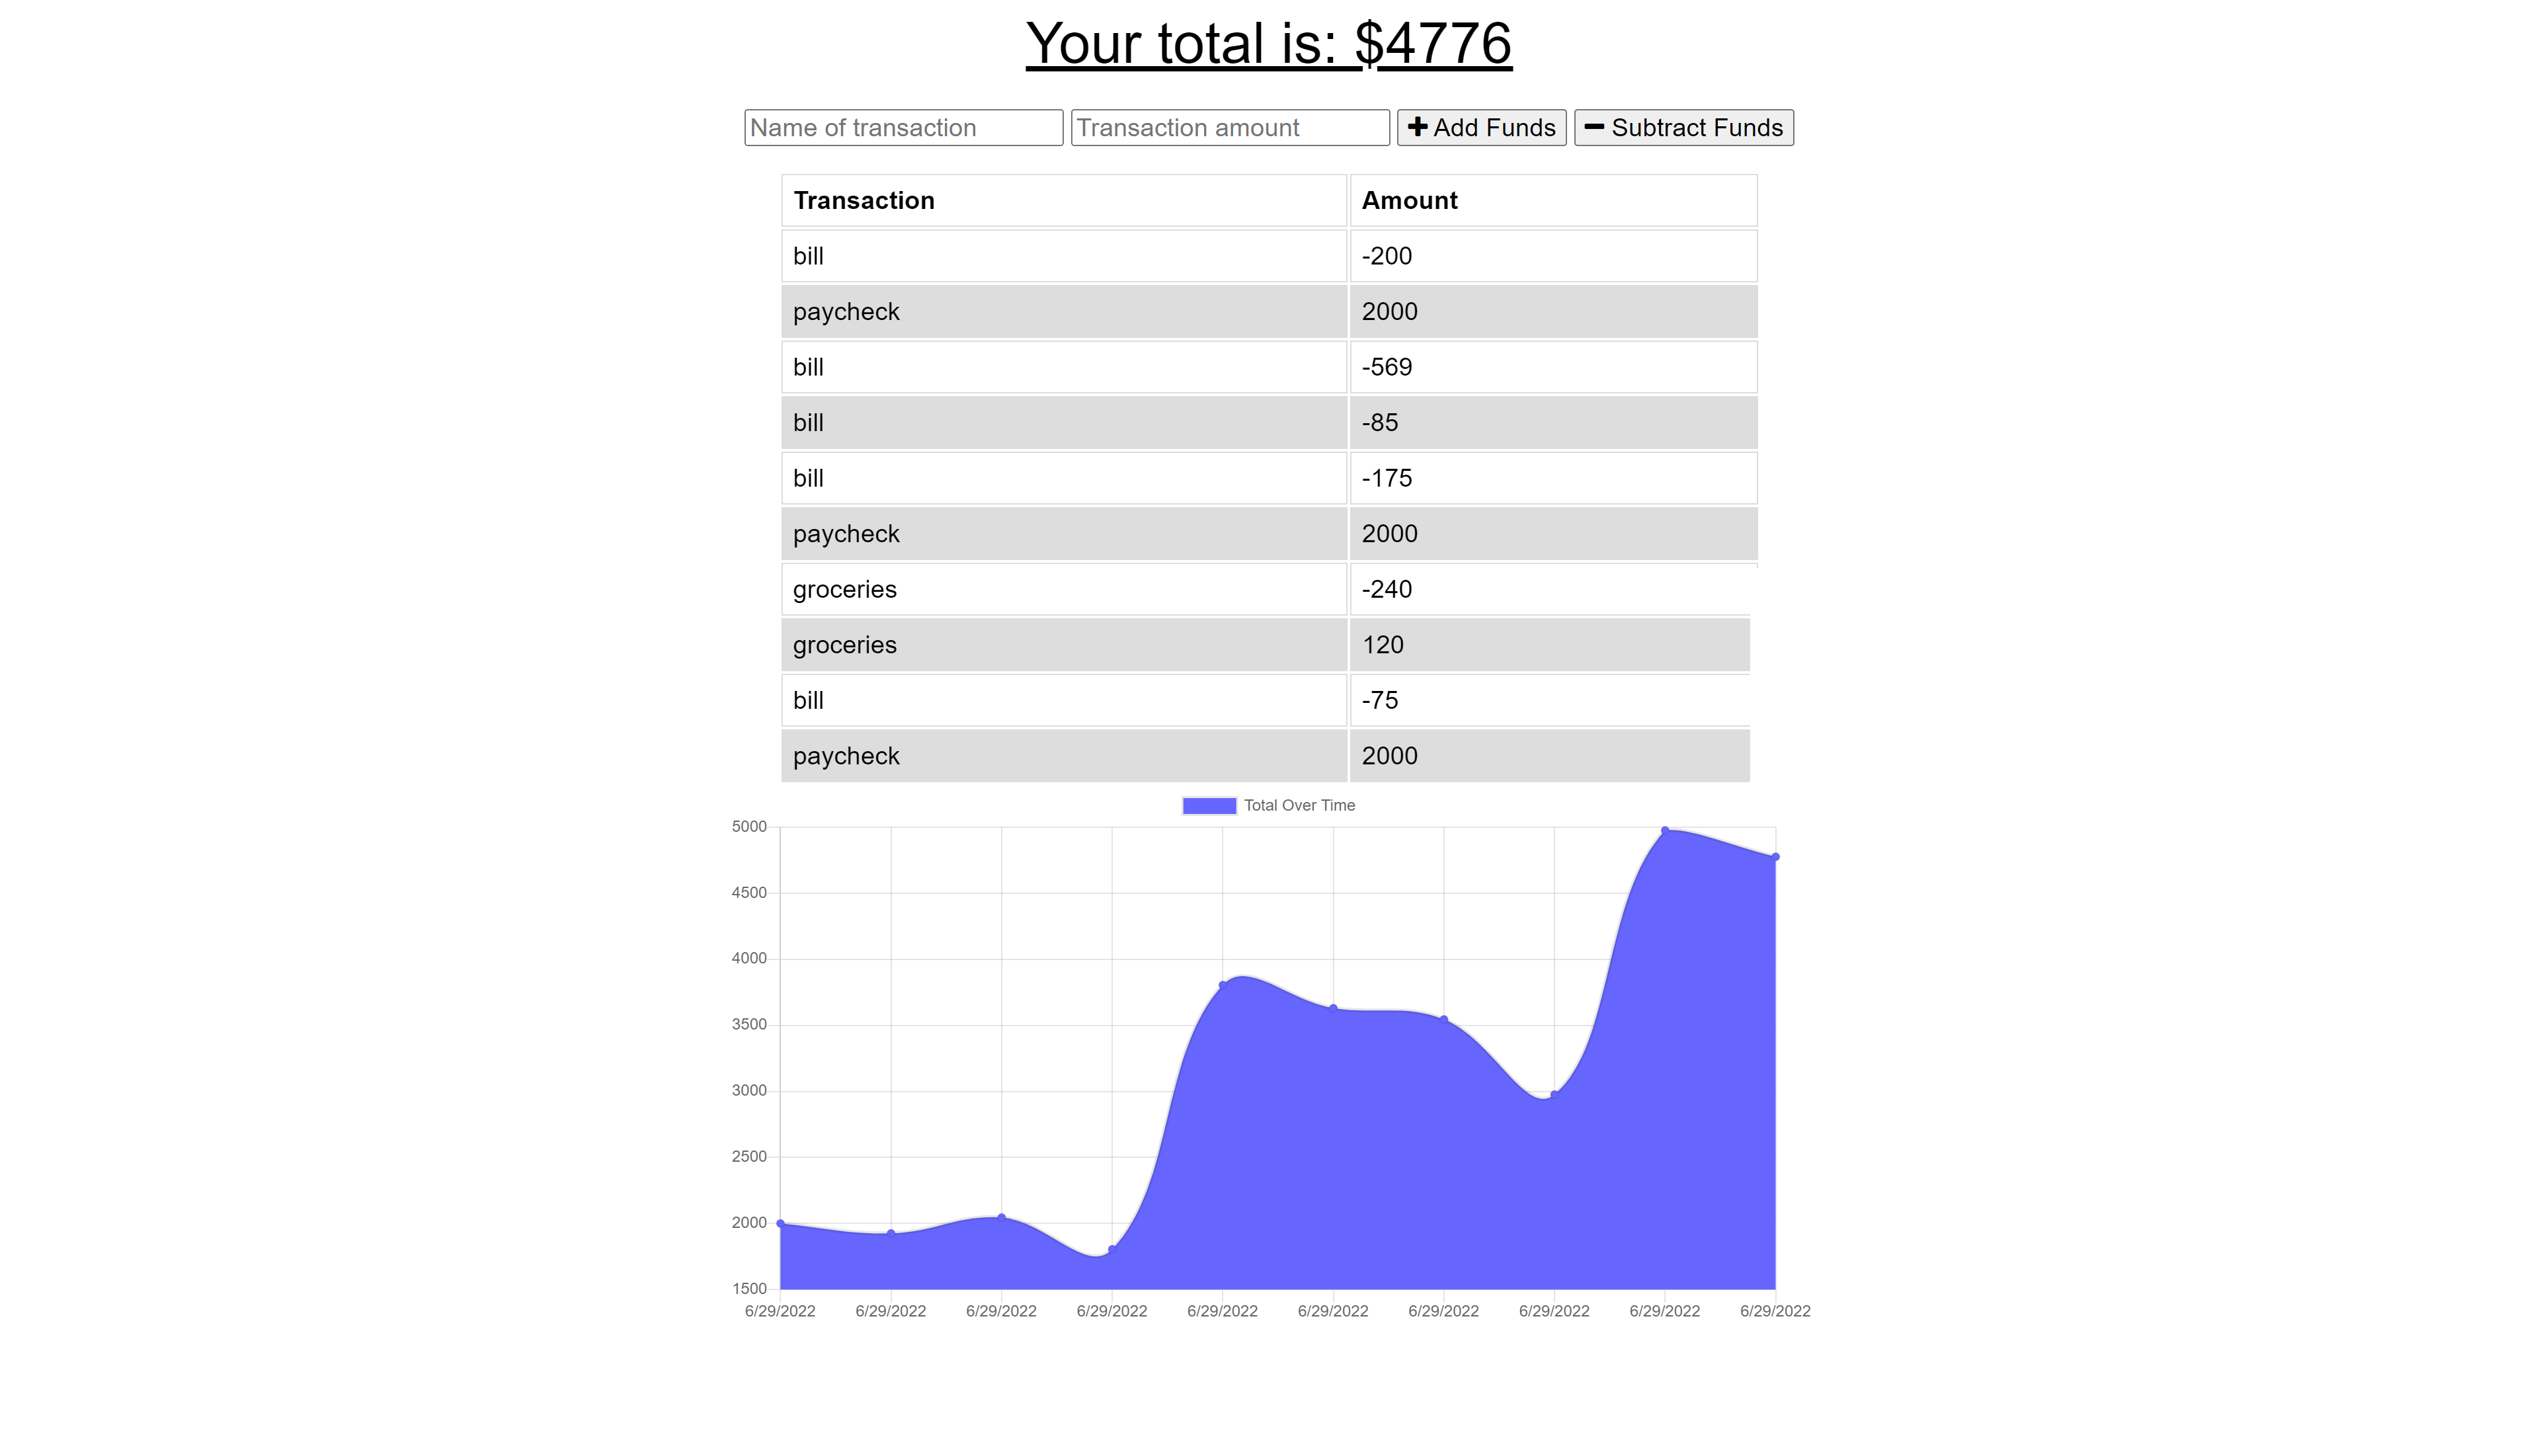 Your total is: $4776
Name of transaction Transaction amount Add Funds Subtract Funds
Transaction Amount
bill -200
paycheck 2000
bill -569
bill -85
bill -175
paycheck 2000
groceries -240
groceries 120
bill -75
paycheck 2000
Total Over Time
5000
4500
4000
3500
3000
2500
2000
1500
6/29/2022 6/29/2022 6/29/2022 6/29/2022 6/29/2022 6/29/2022 6/29/2022 6/29/2022 6/29/2022 6/29/2022